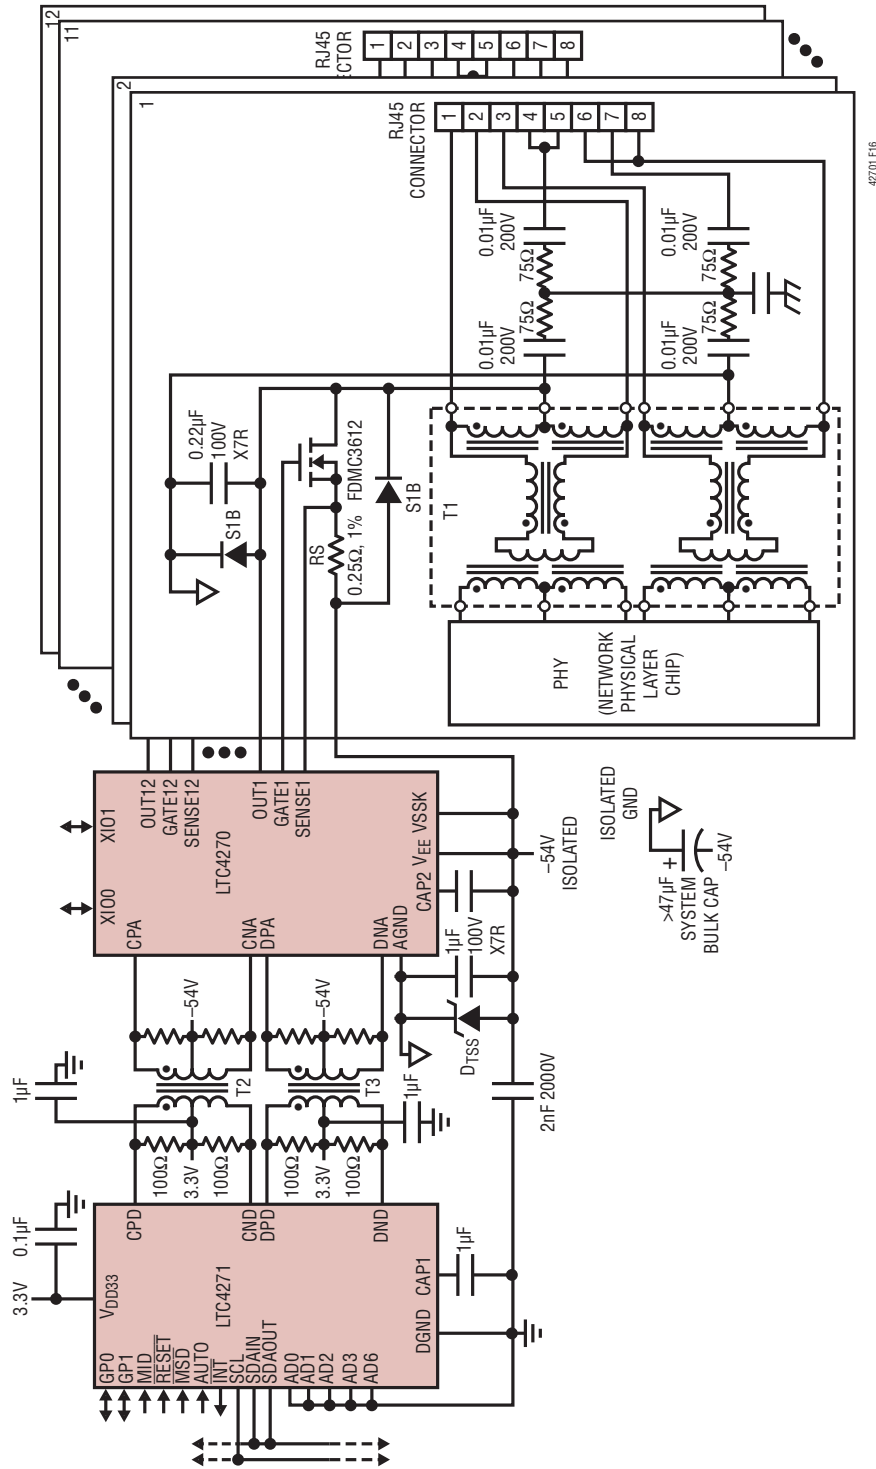 12
11
2
1
RJ45
CTOR
1
2
3
4
5
6
7
8
RJ45
CONNECTOR
1
2
3
4
5
6
7
8
0.01µF
200V
75Ω
75Ω
0.01µF
200V
0.01µF
200V
75Ω
75Ω
0.01µF
200V
0.22µF
100V
X7R
S1B
FDMC3612
RS
0.25Ω, 1%
S1B
T1
PHY
(NETWORK
PHYSICAL
LAYER
CHIP)
XIO0
XIO1
OUT12
GATE12
SENSE12
OUT1
GATE1
SENSE1
LTC4270
CPA
CNA
DPA
DNA
AGND
CAP2
VEE
VSSK
–54V
ISOLATED
1µF
100V
X7R
DTSS
ISOLATED
GND
>47µF
SYSTEM
BULK CAP
+
–54V
–54V
–54V
T2
T3
1µF
1µF
100Ω
3.3V
100Ω
100Ω
3.3V
100Ω
2nF 2000V
3.3V
0.1µF
VDD33
CPD
CND
DPD
DND
LTC4271
CAP1
1µF
DGND
GP0
GP1
MID
RESET
MSD
AUTO
INT
SCL
SDAIN
SDAOUT
AD0
AD1
AD2
AD3
AD6
42701 F16